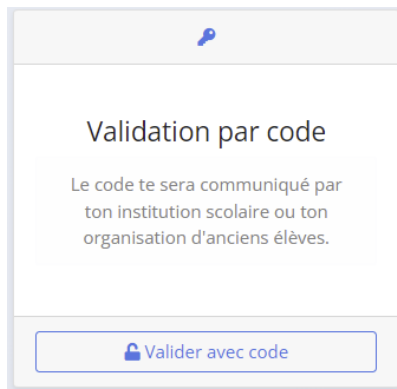 Validation par code
Le code te sera communiqué par
ton institution scolaire ou ton
organisation d'anciens élèves.
Valider avec code